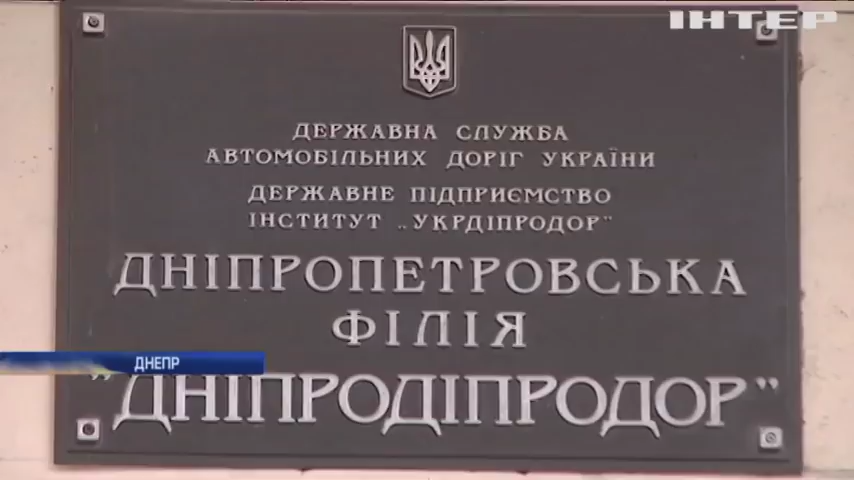 ІНТЕР
ДЕРЖАВНА СЛУЖБА
АВТОМОБІЛЬНИХ ДОРІГ УКРАЇНИ
ДЕРЖАВНЕ ПІДПРИЄМСТВО
ІНСТИТУТ „УКРДІПРОДОР"
ДНІПРОПЕТРОВСЬКА
ФІЛІЯ
ДНЕПР
"ДНІПРОДІПРОДОР"